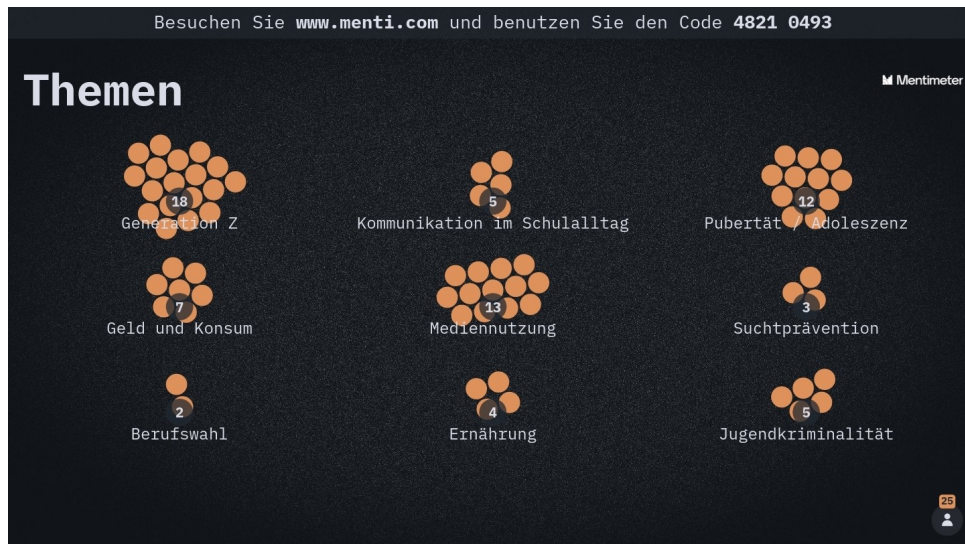 Besuchen Sie www.menti.com und benutzen Sie den Code 4821 0493
Themen
Mentimeter
18
Generation Z
5
Kommunikation im Schulalltag
12
Pubertät / Adoleszenz
7
Geld und Konsum
13
Mediennutzung
3
Suchtprävention
2
Berufswahl
4
Ernährung
5
Jugendkriminalität
25